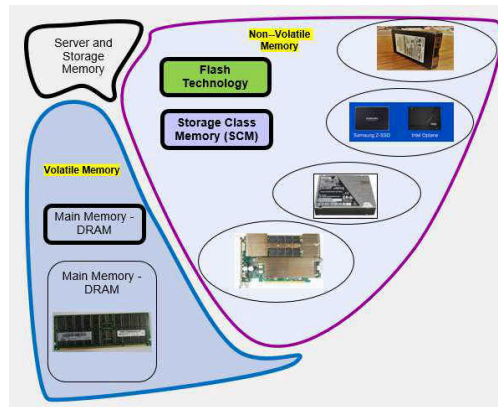 Server and
Storage
Memory
Non--Volatile
Memory
Flash
Technology
Storage Class
Memory (SCM)
Samsung Z-SSD
Intel Optane
Volatile Memory
Main Memory -
DRAM
Main Memory -
DRAM